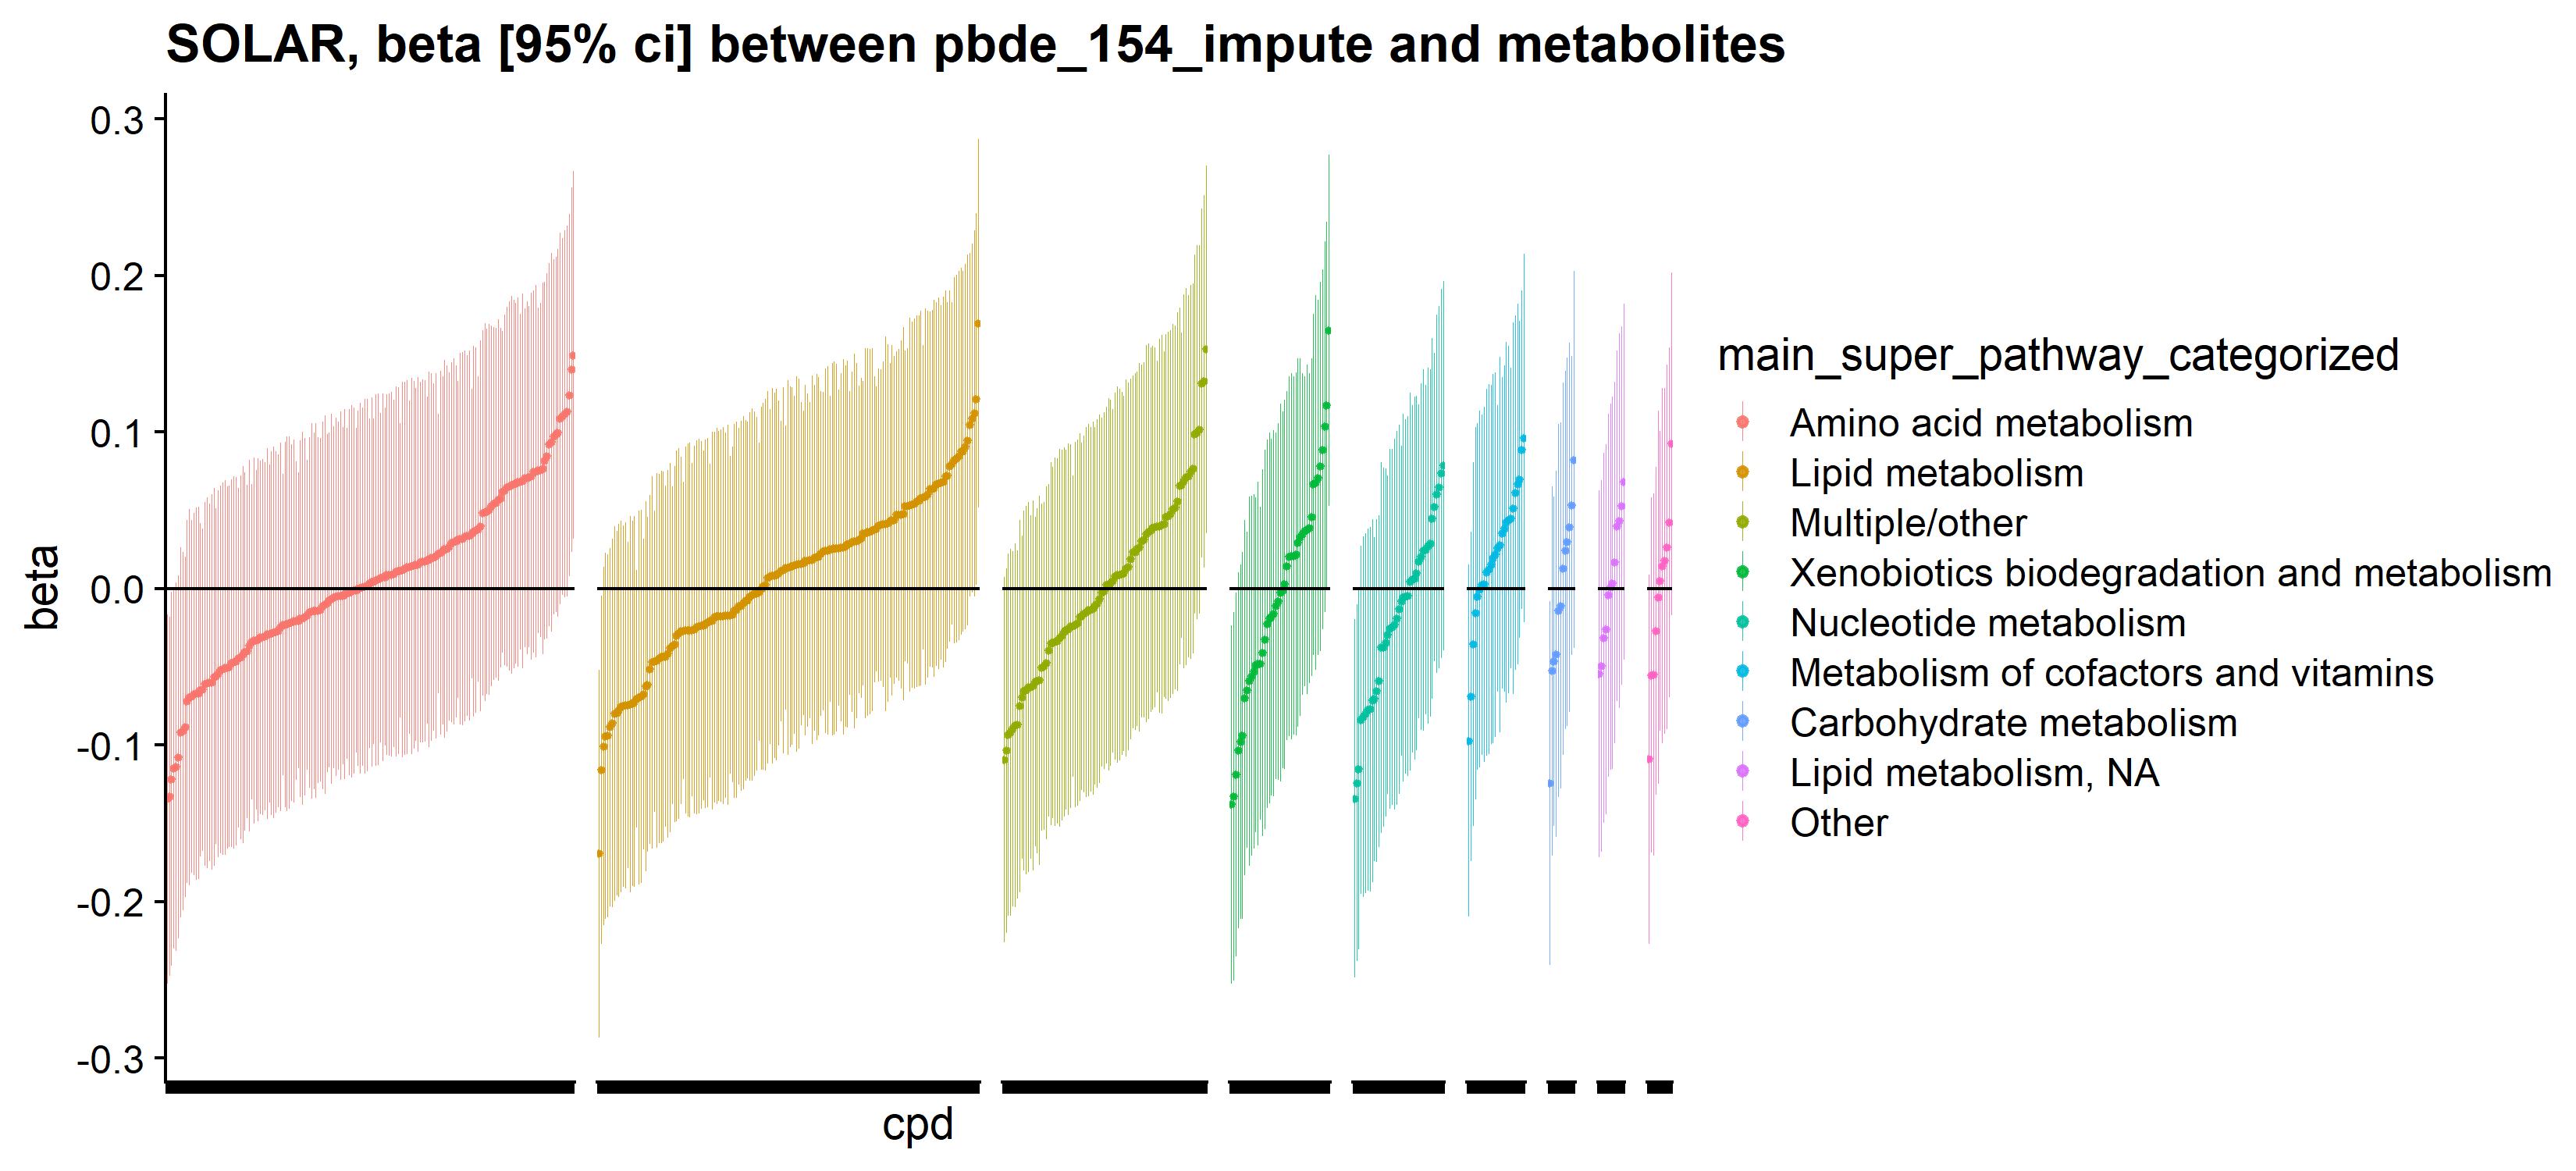 SOLAR, beta [95% ci] between pbde_154_impute and metabolites
0.3
0.2
0.1
0.0
-0.1
-0.2
-0.3
beta
cpd
main_super_pathway_categorized
Amino acid metabolism
Lipid metabolism
Multiple/other
Xenobiotics biodegradation and metabolism
Nucleotide metabolism
Metabolism of cofactors and vitamins
Carbohydrate metabolism
Lipid metabolism, NA
Other